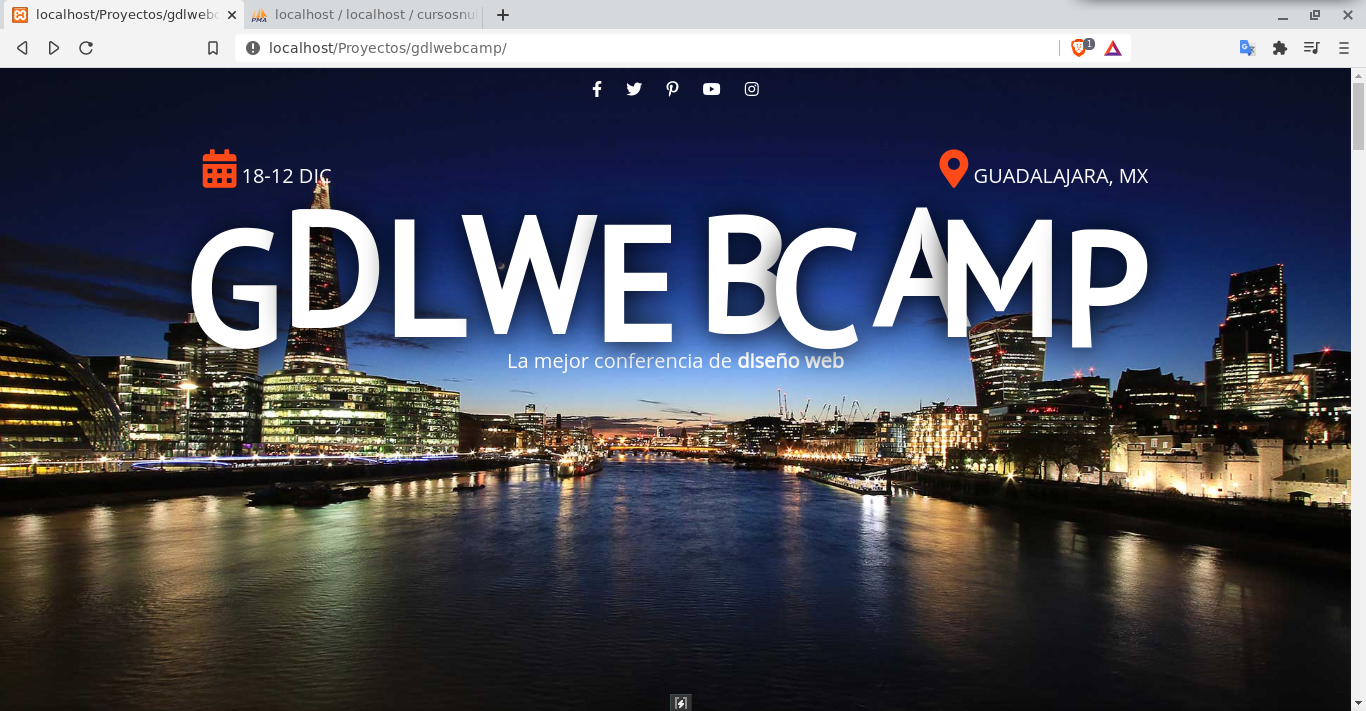 localhost/Proyectos/gdlwebc
localhost / localhost / cursosnu
localhost/Proyectos/gdlwebcamp/
1
18-12 DIC
GUADALAJARA, MX
GDLWEBCAMP
La mejor conferencia de diseño web